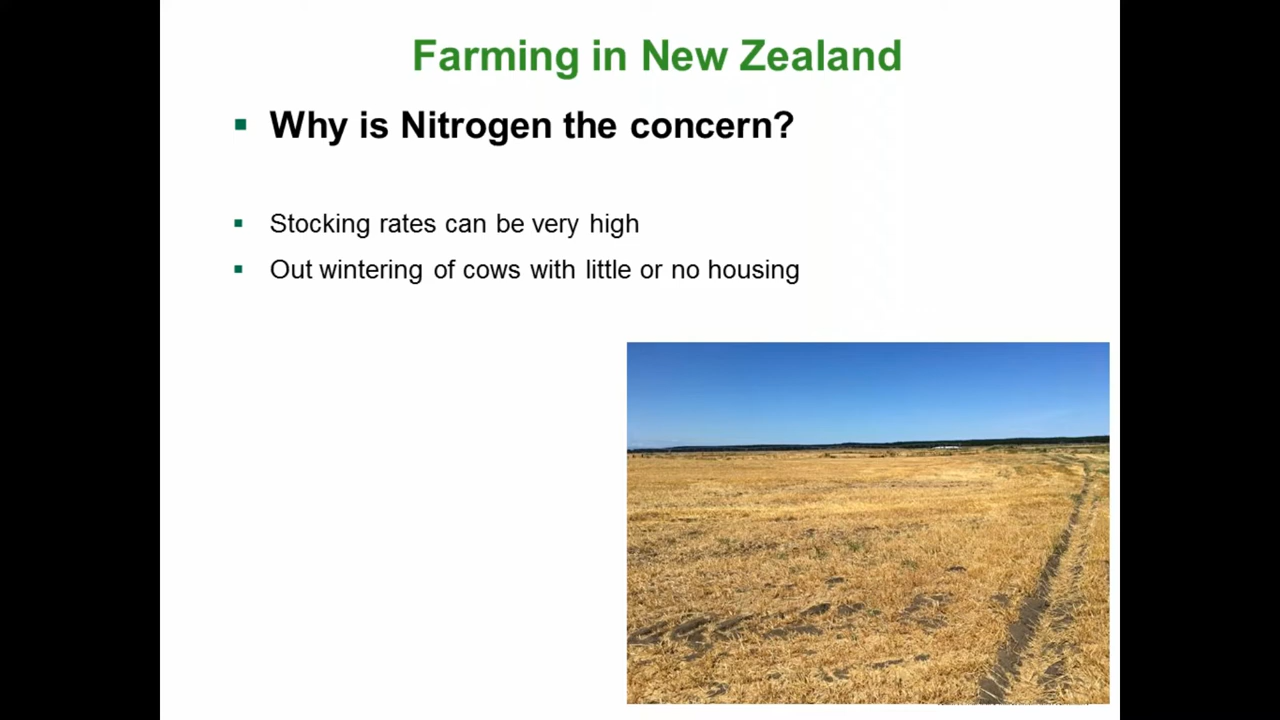 Farming in New Zealand
Why is Nitrogen the concern?
Stocking rates can be very high
Out wintering of cows with little or no housing